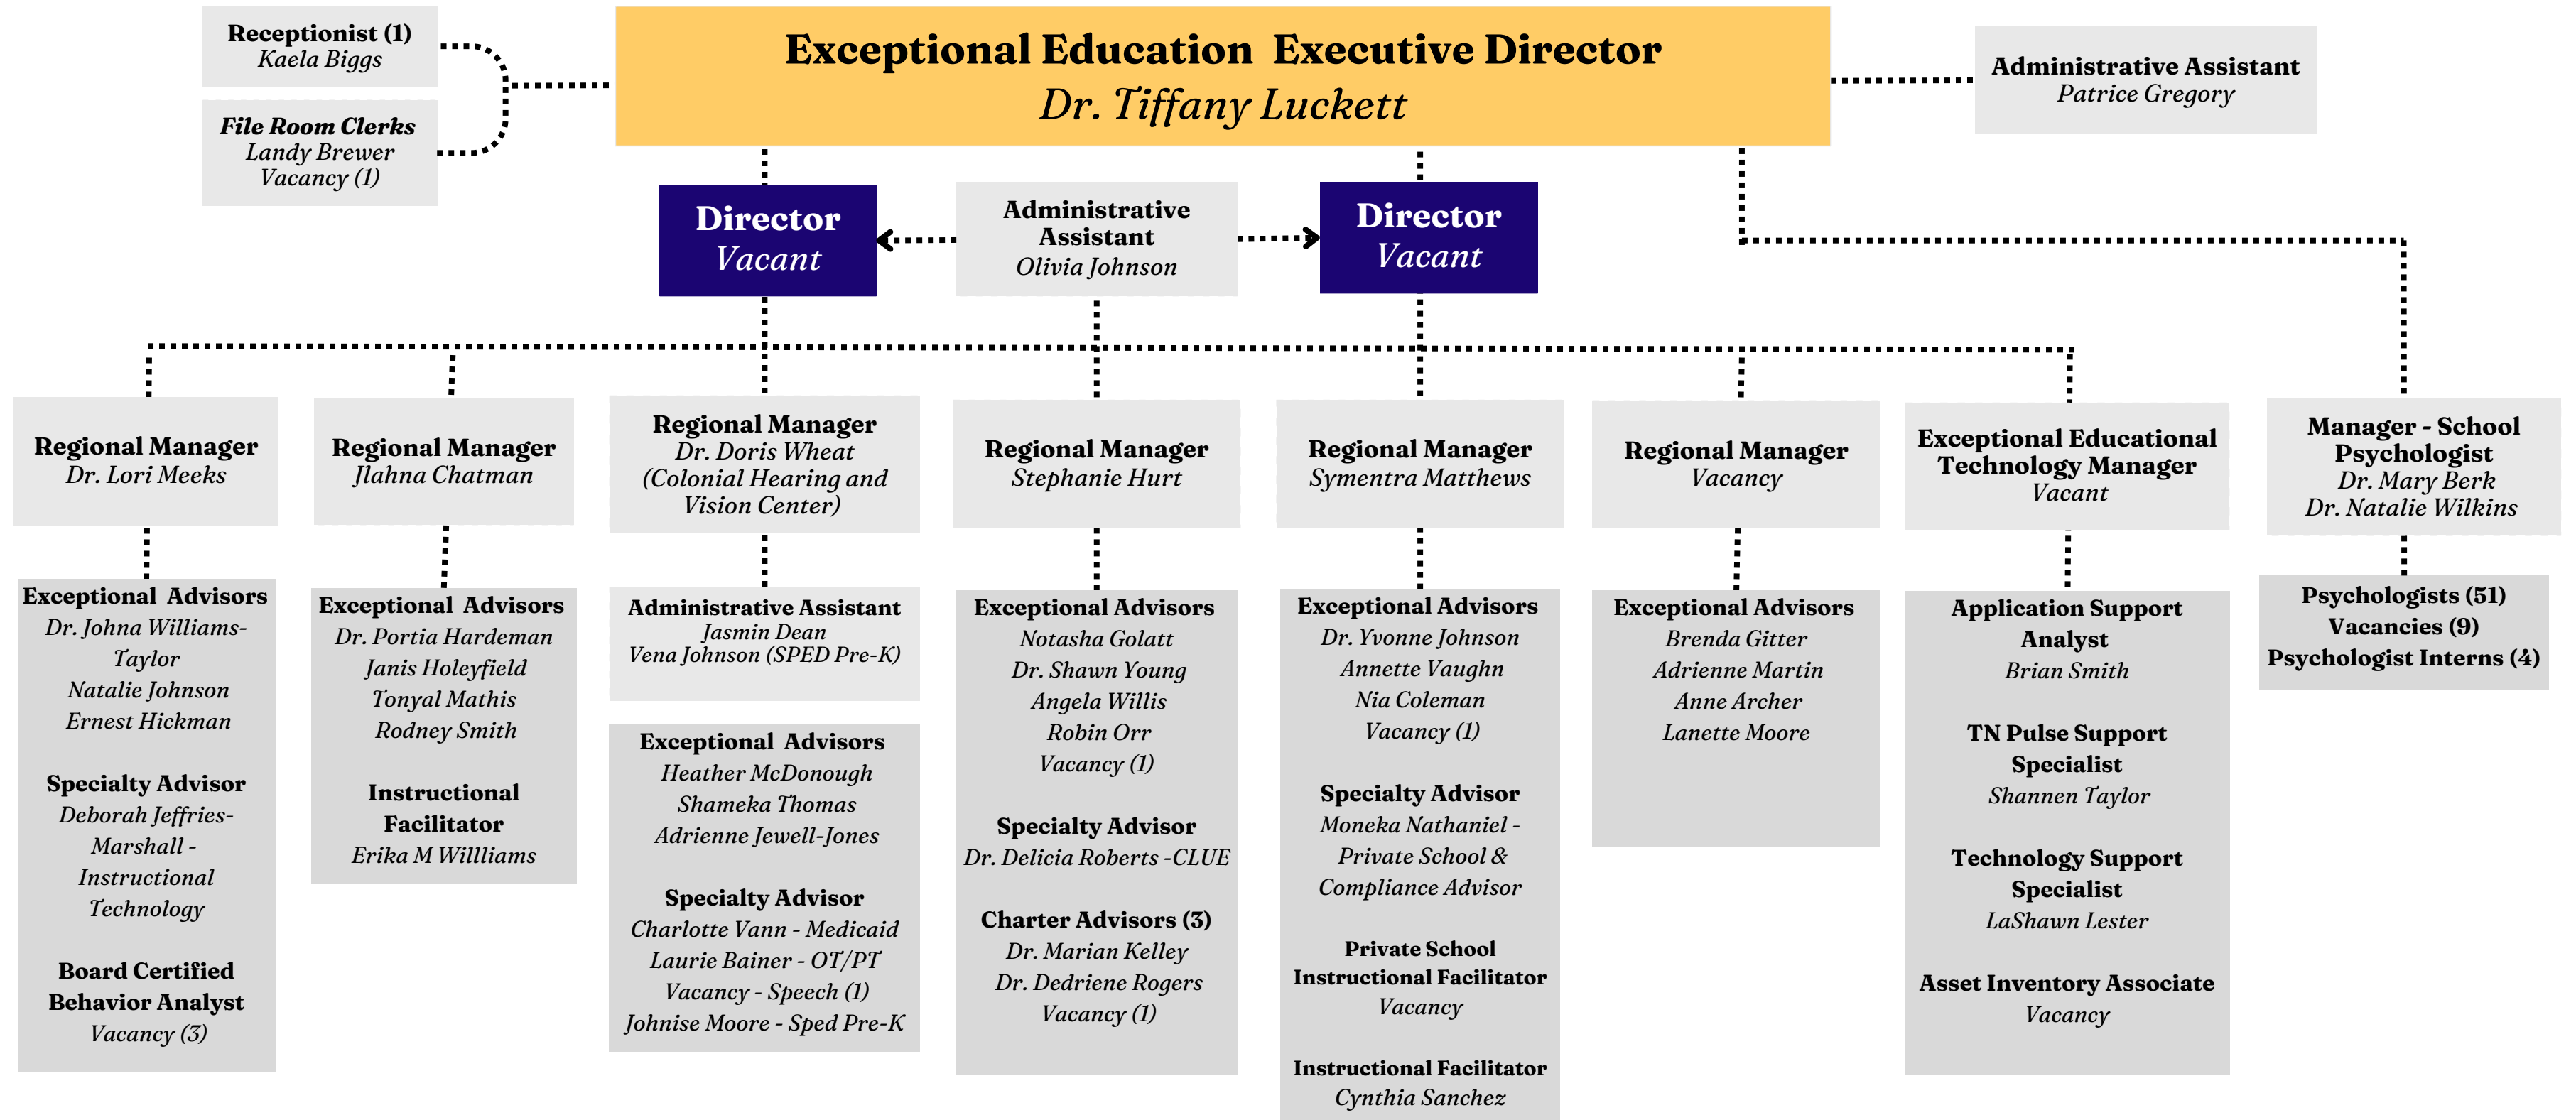 Receptionist (1)
Kaela Biggs
File Room Clerks
Landy Brewer
Vacancy (1)
Exceptional Education Executive Director
Dr. Tiffany Luckett
Administrative Assistant
Patrice Gregory
Director
Vacant
Administrative
Assistant
Olivia Johnson
Director
Vacant
Regional Manager
Dr. Lori Meeks
Regional Manager
Jlahna Chatman
Regional Manager
Dr. Doris Wheat
(Colonial Hearing and
Vision Center)
Regional Manager
Stephanie Hurt
Regional Manager
Symentra Matthews
Regional Manager
Vacancy
Exceptional Educational
Technology Manager
Vacant
Manager - School
Psychologist
Dr. Mary Berk
Dr. Natalie Wilkins
Exceptional Advisors
Dr. Johna Williams-
Taylor
Natalie Johnson
Ernest Hickman
Specialty Advisor
Deborah Jeffries-
Marshall -
Instructional
Technology
Board Certified
Behavior Analyst
Vacancy (3)
Exceptional Advisors
Dr. Portia Hardeman
Janis Holeyfield
Tonyal Mathis
Rodney Smith
Instructional
Facilitator
Erika M Willliams
Administrative Assistant
Jasmin Dean
Vena Johnson (SPED Pre-K)
Exceptional Advisors
Heather McDonough
Shameka Thomas
Adrienne Jewell-Jones
Specialty Advisor
Charlotte Vann - Medicaid
Laurie Bainer - OT/PT
Vacancy - Speech (1)
Johnise Moore - Sped Pre-K
Exceptional Advisors
Notasha Golatt
Dr. Shawn Young
Angela Willis
Robin Orr
Vacancy (1)
Specialty Advisor
Dr. Delicia Roberts -CLUE
Charter Advisors (3)
Dr. Marian Kelley
Dr. Dedriene Rogers
Vacancy (1)
Exceptional Advisors
Dr. Yvonne Johnson
Annette Vaughn
Nia Coleman
Vacancy (1)
Specialty Advisor
Moneka Nathaniel -
Private School &
Compliance Advisor
Private School
Instructional Facilitator
Vacancy
Instructional Facilitator
Cynthia Sanchez
Exceptional Advisors
Brenda Gitter
Adrienne Martin
Anne Archer
Lanette Moore
Application Support
Analyst
Brian Smith
TN Pulse Support
Specialist
Shannen Taylor
Technology Support
Specialist
LaShawn Lester
Asset Inventory Associate
Vacancy
Psychologists (51)
Vacancies (9)
Psychologist Interns (4)